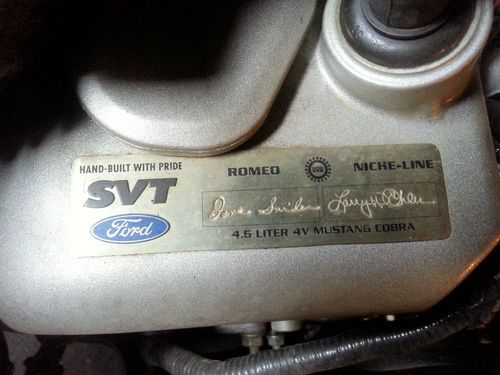 HAND-BUILT WITH PRIDE
ROMEO
NICHE-LINE
SVT
Ford
4.6 LITER 4V MUSTANG COBRA